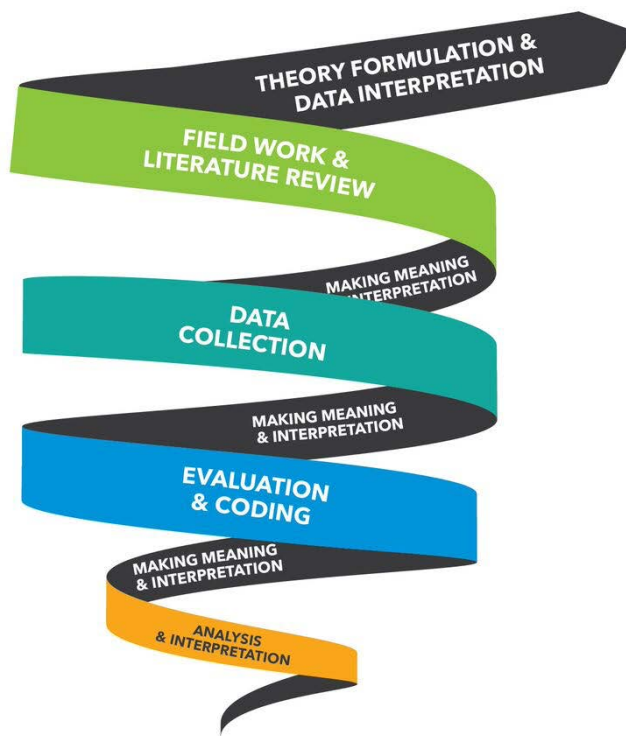 THEORY FORMULATION &
DATA INTERPRETATION
FIELD WORK &
LITERATURE REVIEW
MAKING MEANING
INTERPRETATION
DATA
COLLECTION
MAKING MEANING
& INTERPRETATION
EVALUATION
& CODING
MAKING MEANING
& INTERPRETATION
ANALYSIS
& INTERPRETATION